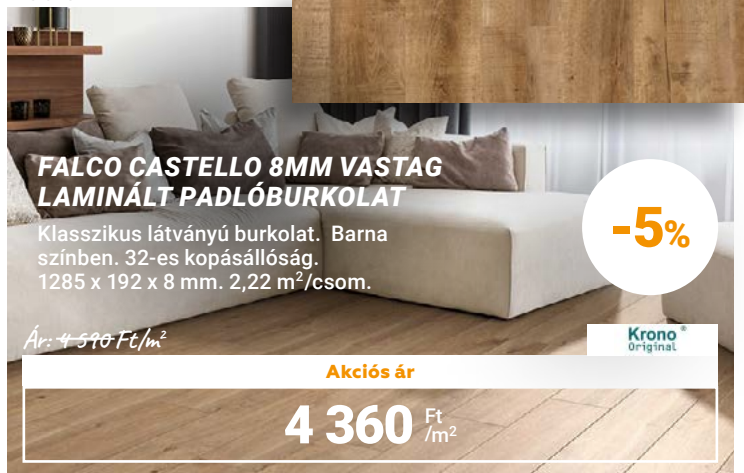 FALCO CASTELLO 8MM VASTAG
LAMINÁLT PADLÓBURKOLAT
Klasszikus látványú burkolat. Barna
színben. 32-es kopásállóság.
1285 x 192 x 8 mm. 2,22 m²/csom.
-5%
Ár: 4 590 Ft/m²
Krono®
Original
Akciós ár
4 360 Ft/m²